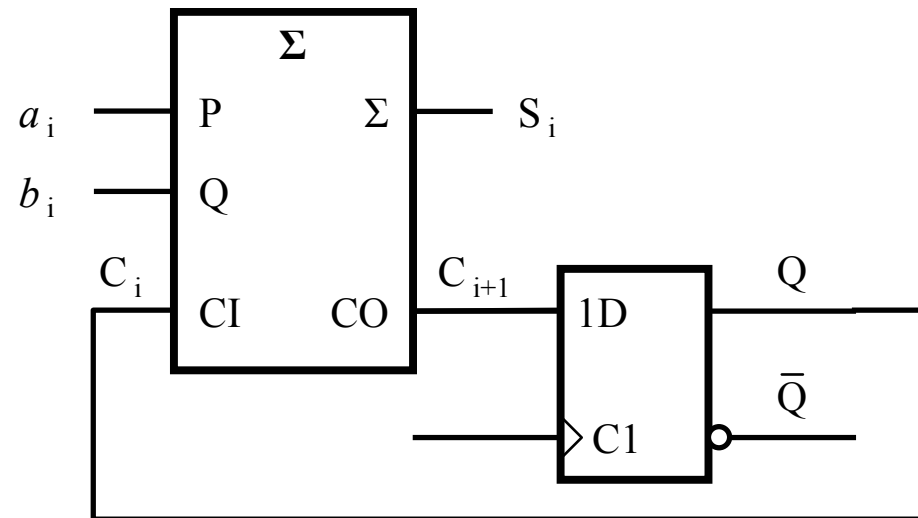 Σ
a i P Σ S i
b i Q
C i CI CO C i+1 1D Q
C1 Q̅